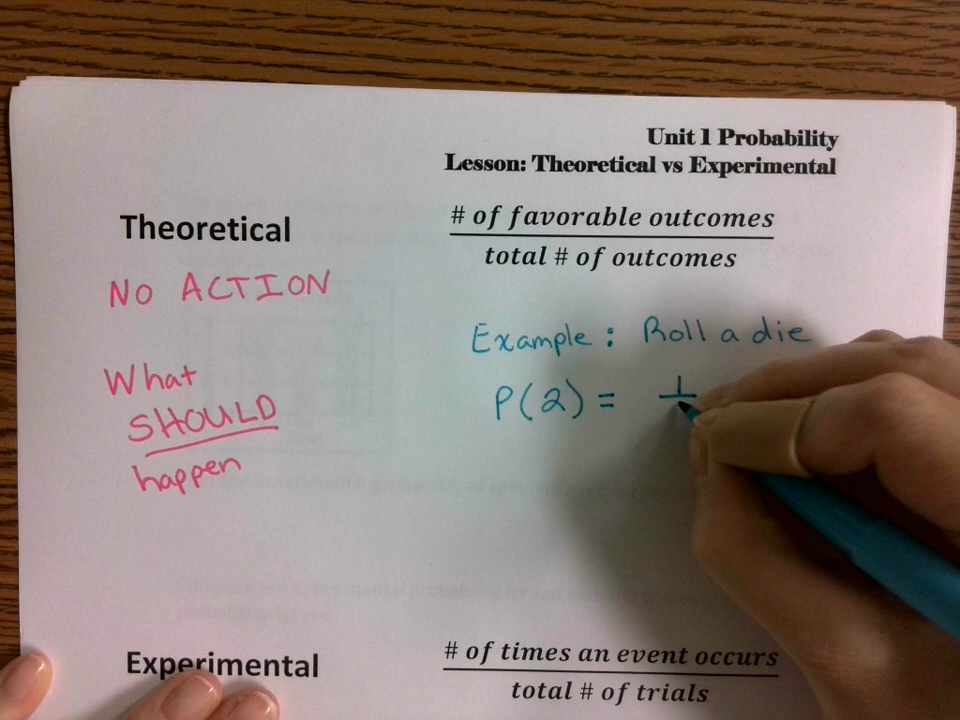 Unit 1 Probability
Lesson: Theoretical vs Experimental
Theoretical
# of favorable outcomes
total # of outcomes
NO ACTION
What
SHOULD
happen
Example: Roll a die
P(2) = 1
Experimental
# of times an event occurs
total # of trials